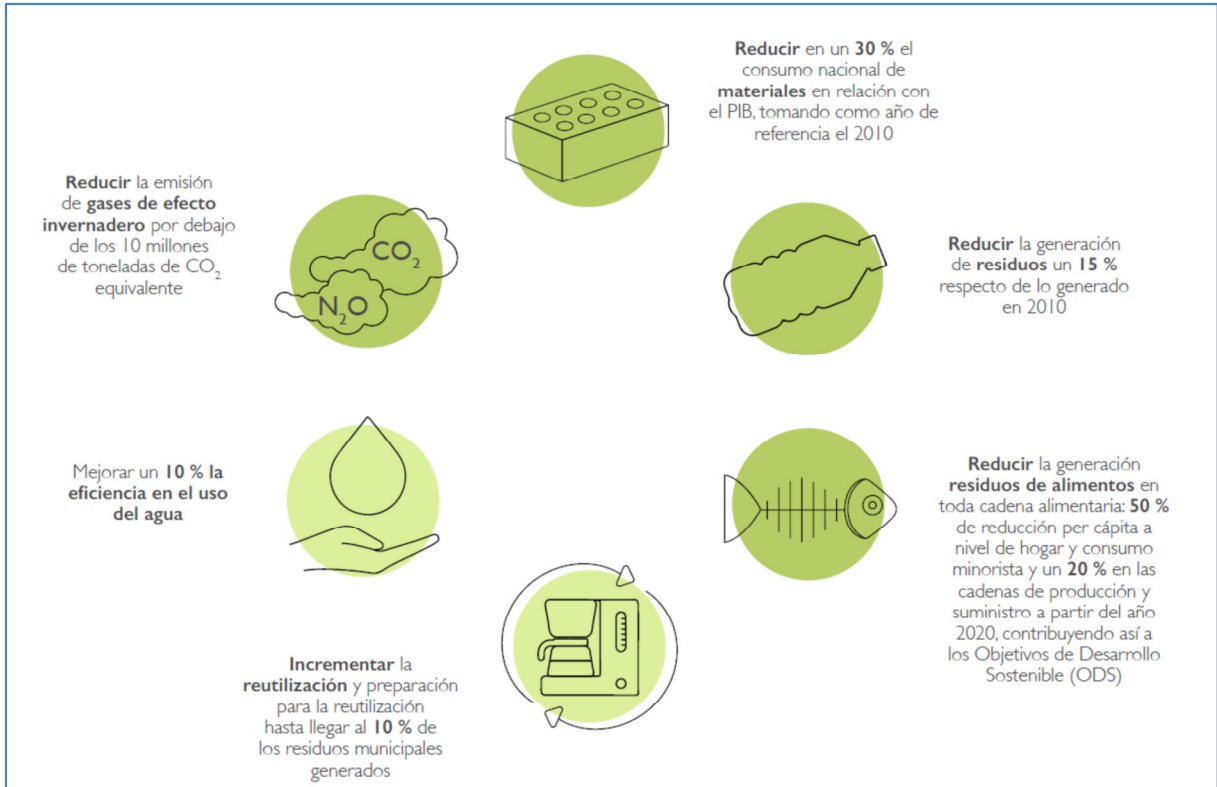 Reducir en un 30 % el
consumo nacional de
materiales en relación con
el PIB, tomando como año de
referencia el 2010
Reducir la emisión
de gases de efecto
invernadero por debajo
de los 10 millones
de toneladas de CO₂
equivalente
CO₂
N₂O
Reducir la generación
de residuos un 15 %
respecto de lo generado
en 2010
Mejorar un 10 % la
eficiencia en el uso
del agua
Reducir la generación
residuos de alimentos en
toda cadena alimentaria: 50 %
de reducción per cápita a
nivel de hogar y consumo
minorista y un 20 % en las
cadenas de producción y
suministro a partir del año
2020, contribuyendo así a
los Objetivos de Desarrollo
Sostenible (ODS)
Incrementar la
reutilización y preparación
para la reutilización
hasta llegar al 10 % de
los residuos municipales
generados